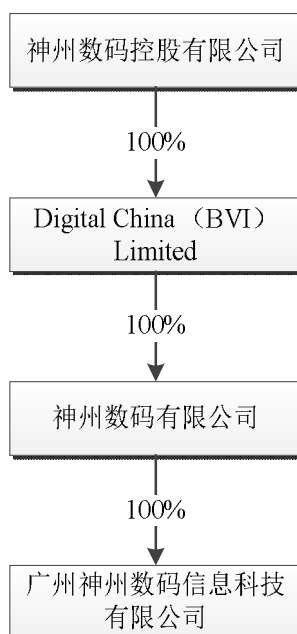 神州数码控股有限公司
100%
Digital China （BVI）
Limited
100%
神州数码有限公司
100%
广州神州数码信息科技
有限公司